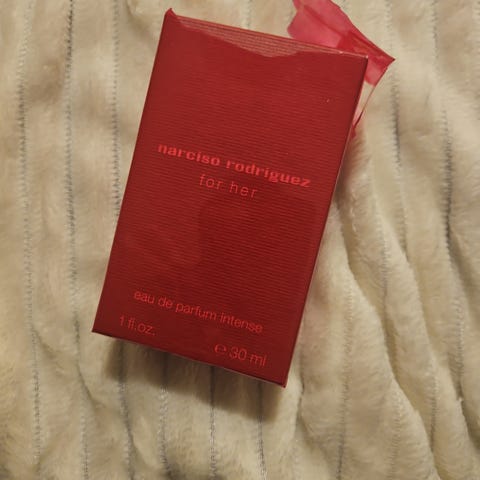 narciso rodriguez
for her
eau de parfum intense
1 fl.oz.
℮ 30 ml